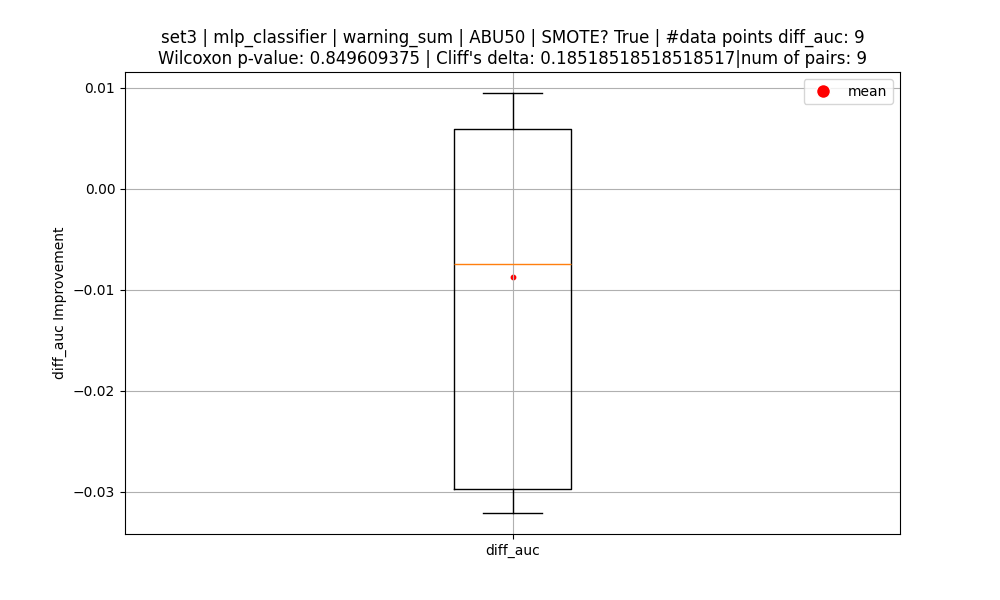 set3 | mlp_classifier | warning_sum | ABU50 | SMOTE? True | #data points diff_auc: 9
Wilcoxon p-value: 0.849609375 | Cliff's delta: 0.18518518518518517|num of pairs: 9
mean
0.01
0.00
−0.01
−0.02
−0.03
diff_auc Improvement
diff_auc